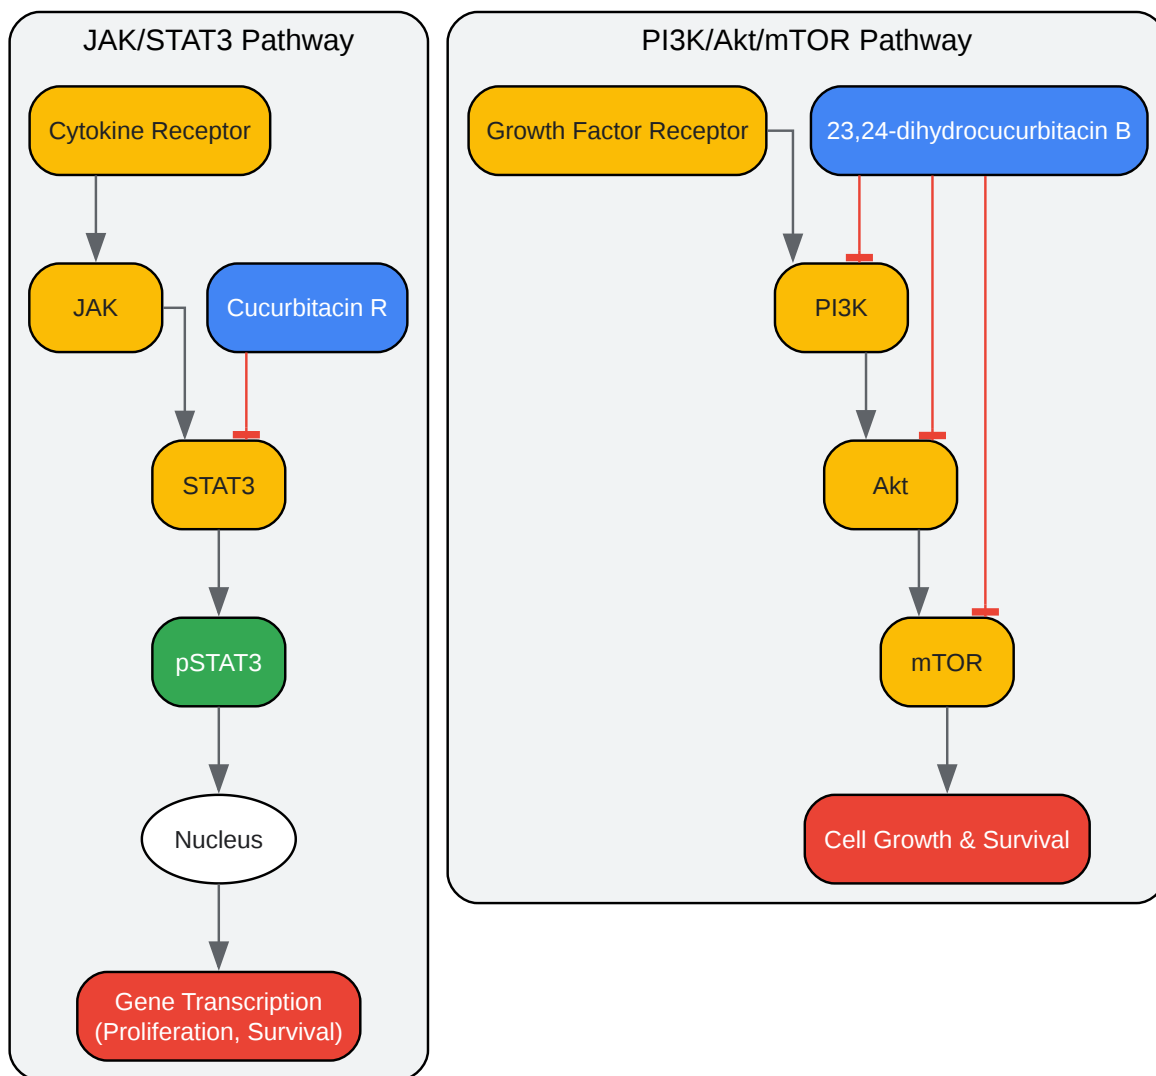 JAK/STAT3 Pathway
Cytokine Receptor
JAK
Cucurbitacin R
STAT3
pSTAT3
Nucleus
Gene Transcription
(Proliferation, Survival)
PI3K/Akt/mTOR Pathway
Growth Factor Receptor
23,24-dihydrocucurbitacin B
PI3K
Akt
mTOR
Cell Growth & Survival